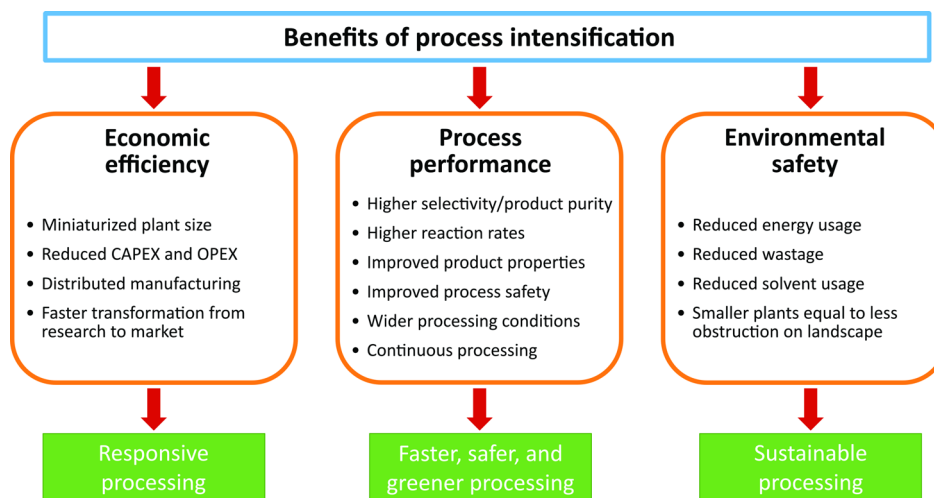 Benefits of process intensification
Economic
efficiency
• Miniaturized plant size
• Reduced CAPEX and OPEX
• Distributed manufacturing
• Faster transformation from
research to market
Responsive
processing
Process
performance
• Higher selectivity/product purity
• Higher reaction rates
• Improved product properties
• Improved process safety
• Wider processing conditions
• Continuous processing
Faster, safer, and
greener processing
Environmental
safety
• Reduced energy usage
• Reduced wastage
• Reduced solvent usage
• Smaller plants equal to less
obstruction on landscape
Sustainable
processing